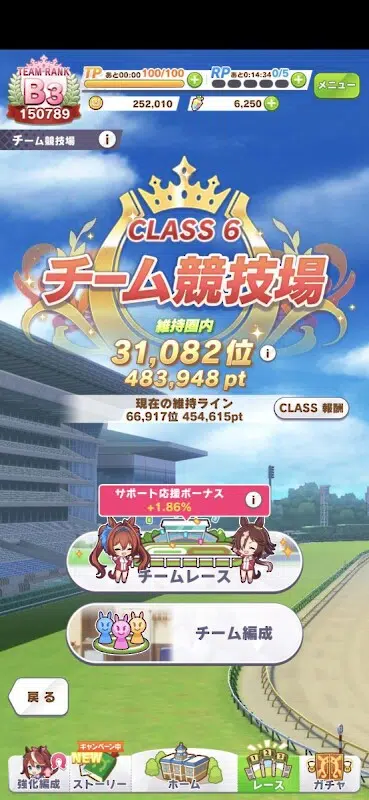 TEAM RANK
B3
150789
TP あと00:00 100/100
RP あと0:14:34 0/5
メニュー
252,010
6,250
チーム競技場
CLASS 6
チーム競技場
維持圏内
31,082位
483,948 pt
現在の維持ライン
66,917位 454,615pt
CLASS 報酬
サポート応援ボーナス
+1.86%
チームレース
チーム編成
戻る
キャンペーン中
NEW
強化編成
ストーリー
ホーム
レース
ガチャ